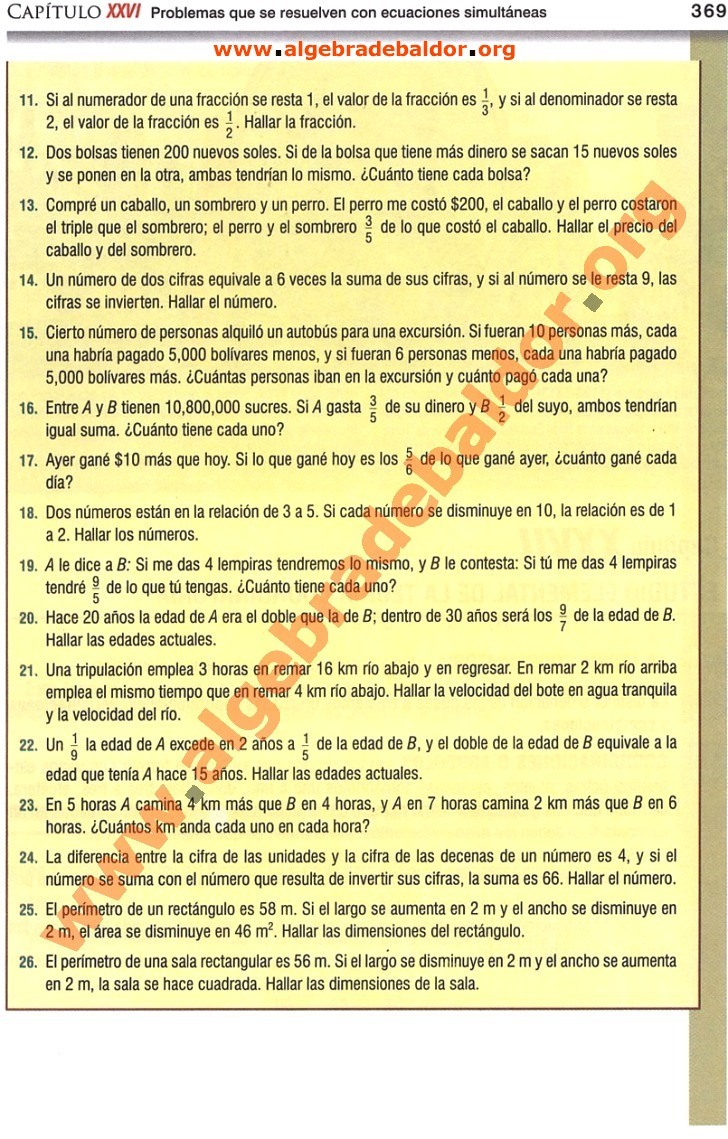 CAPÍTULO XXVI Problemas que se resuelven con ecuaciones simultáneas 369
www.algebradebaldor.org
11. Si al numerador de una fracción se resta 1, el valor de la fracción es 1/3, y si al denominador se resta
2, el valor de la fracción es 1/2. Hallar la fracción.
12. Dos bolsas tienen 200 nuevos soles. Si de la bolsa que tiene más dinero se sacan 15 nuevos soles
y se ponen en la otra, ambas tendrían lo mismo. ¿Cuánto tiene cada bolsa?
13. Compré un caballo, un sombrero y un perro. El perro me costó $200, el caballo y el perro costaron
el triple que el sombrero; el perro y el sombrero 3/5 de lo que costó el caballo. Hallar el precio del
caballo y del sombrero.
14. Un número de dos cifras equivale a 6 veces la suma de sus cifras, y si al número se le resta 9, las
cifras se invierten. Hallar el número.
15. Cierto número de personas alquiló un autobús para una excursión. Si fueran 10 personas más, cada
una habría pagado 5,000 bolívares menos, y si fueran 6 personas menos, cada una habría pagado
5,000 bolívares más. ¿Cuántas personas iban en la excursión y cuánto pagó cada una?
16. Entre A y B tienen 10,800,000 sucres. Si A gasta 3/5 de su dinero y B 1/2 del suyo, ambos tendrían
igual suma. ¿Cuánto tiene cada uno?
17. Ayer gané $10 más que hoy. Si lo que gané hoy es los 5/6 de lo que gané ayer, ¿cuánto gané cada
día?
18. Dos números están en la relación de 3 a 5. Si cada número se disminuye en 10, la relación es de 1
a 2. Hallar los números.
19. A le dice a B: Si me das 4 lempiras tendremos lo mismo, y B le contesta: Si tú me das 4 lempiras
tendré 9/5 de lo que tú tengas. ¿Cuánto tiene cada uno?
20. Hace 20 años la edad de A era el doble que la de B; dentro de 30 años será los 9/7 de la edad de B.
Hallar las edades actuales.
21. Una tripulación emplea 3 horas en remar 16 km río abajo y en regresar. En remar 2 km río arriba
emplea el mismo tiempo que en remar 4 km río abajo. Hallar la velocidad del bote en agua tranquila
y la velocidad del río.
22. Un 1/9 la edad de A excede en 2 años a 1/5 de la edad de B, y el doble de la edad de B equivale a la
edad que tenía A hace 15 años. Hallar las edades actuales.
23. En 5 horas A camina 4 km más que B en 4 horas, y A en 7 horas camina 2 km más que B en 6
horas. ¿Cuántos km anda cada uno en cada hora?
24. La diferencia entre la cifra de las unidades y la cifra de las decenas de un número es 4, y si el
número se suma con el número que resulta de invertir sus cifras, la suma es 66. Hallar el número.
25. El perímetro de un rectángulo es 58 m. Si el largo se aumenta en 2 m y el ancho se disminuye en
2 m, el área se disminuye en 46 m². Hallar las dimensiones del rectángulo.
26. El perímetro de una sala rectangular es 56 m. Si el largo se disminuye en 2 m y el ancho se aumenta
en 2 m, la sala se hace cuadrada. Hallar las dimensiones de la sala.
www.algebradebaldor.org